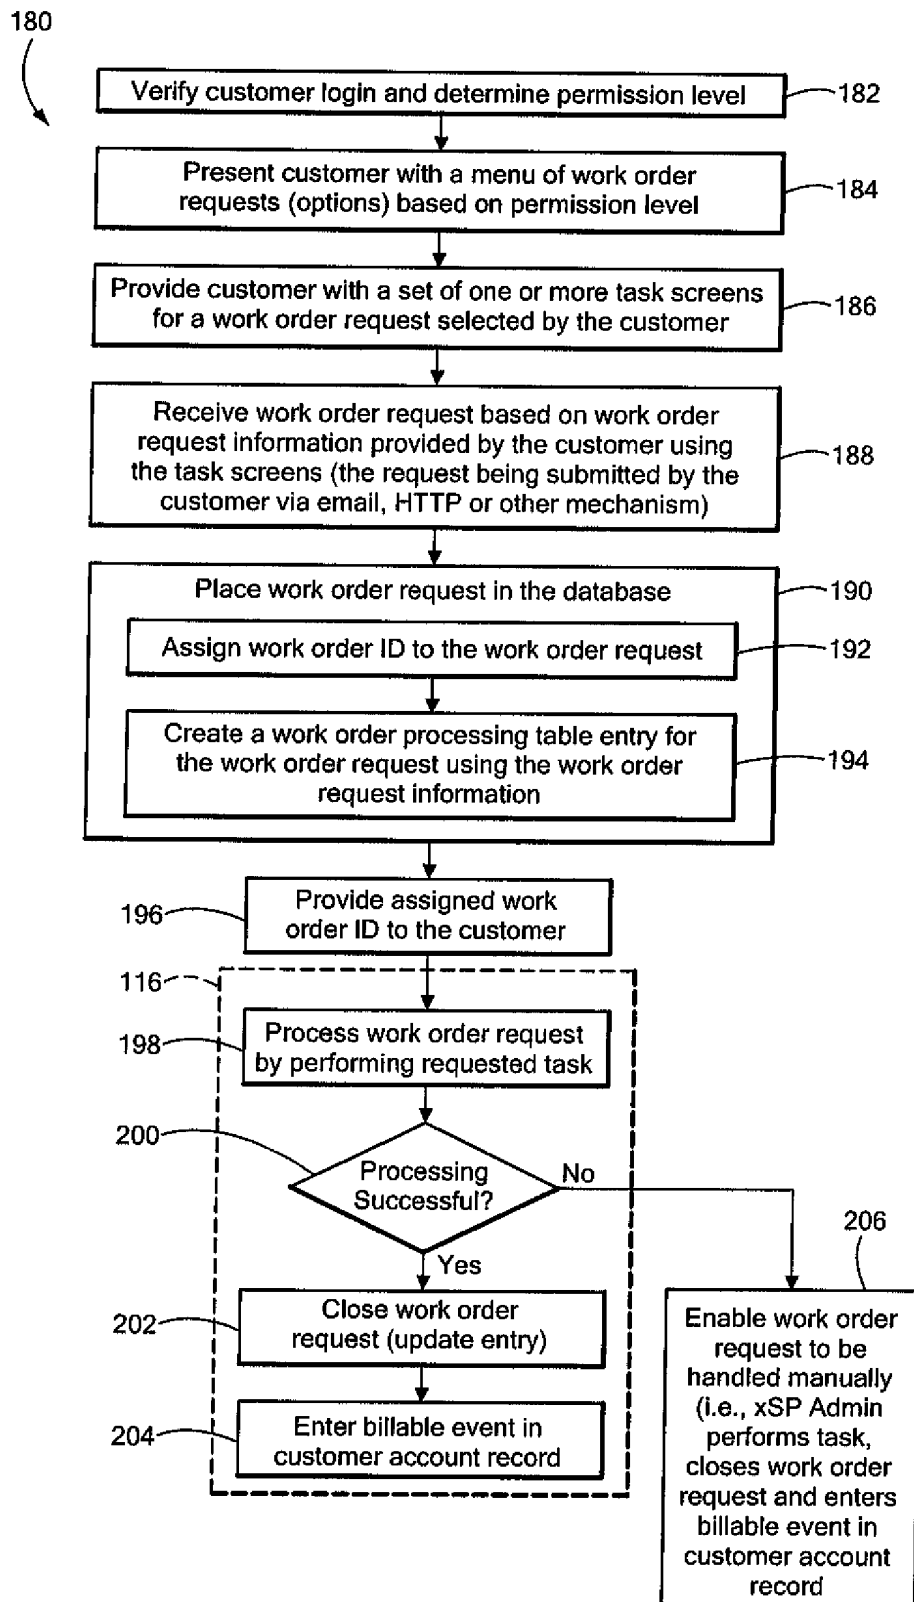 180
Verify customer login and determine permission level
182
Present customer with a menu of work order
requests (options) based on permission level
184
Provide customer with a set of one or more task screens
for a work order request selected by the customer
186
Receive work order request based on work order
request information provided by the customer using
the task screens (the request being submitted by the
customer via email, HTTP or other mechanism)
188
Place work order request in the database
190
Assign work order ID to the work order request
192
Create a work order processing table entry for
the work order request using the work order
request information
194
Provide assigned work
order ID to the customer
196
116
Process work order request
by performing requested task
198
200
Processing
Successful?
No
Yes
Close work order
request (update entry)
202
Enter billable event in
customer account record
204
206
Enable work order
request to be
handled manually
(i.e., xSP Admin
performs task,
closes work order
request and enters
billable event in
customer account
record